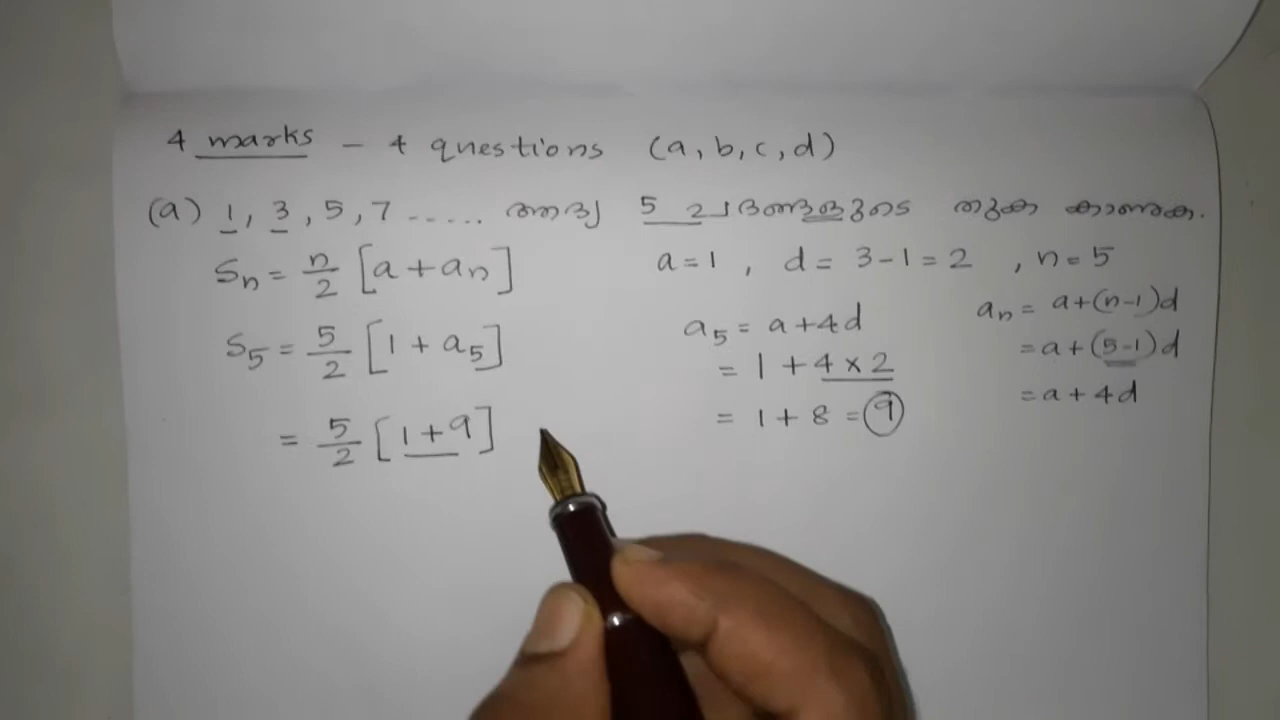 4 marks - 4 questions (a, b, c, d)
(a) 1, 3, 5, 7 ..... ആദ്യ 5 പദങ്ങളുടെ തുക കാണുക.
Sn = n/2 [a + an]
a = 1 , d = 3 - 1 = 2 , n = 5
S5 = 5/2 [1 + a5]
a5 = a + 4d
= 1 + 4 × 2
= 1 + 8 = 9
an = a + (n-1)d
= a + (5-1)d
= a + 4d
= 5/2 [1 + 9]